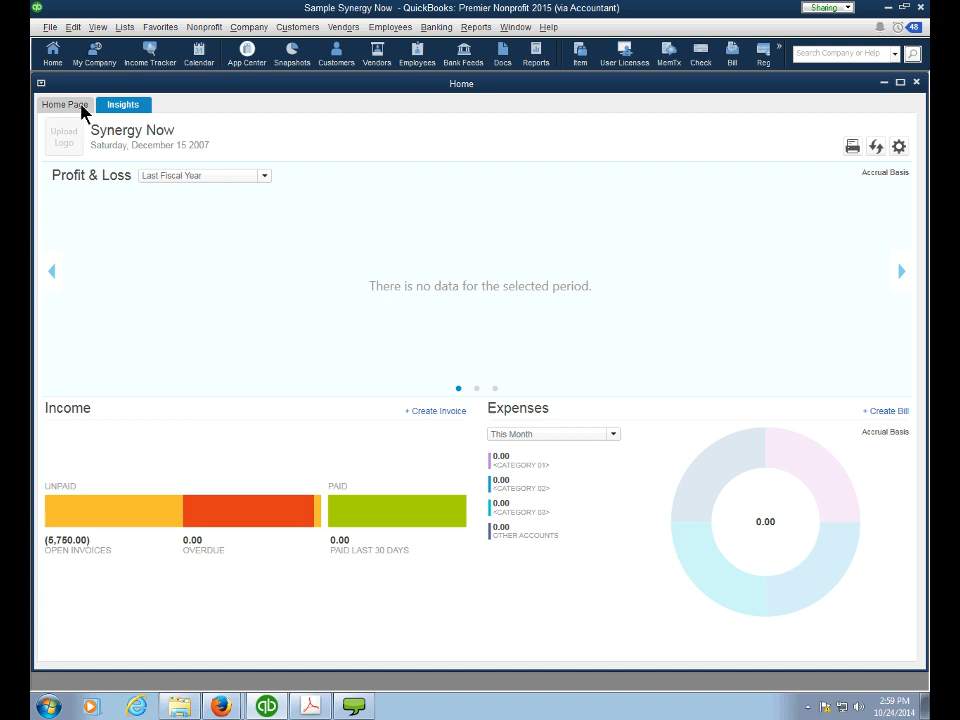 Sample Synergy Now - QuickBooks: Premier Nonprofit 2015 (via Accountant)
Sharing
File Edit View Lists Favorites Nonprofit Company Customers Vendors Employees Banking Reports Window Help
48
Home My Company Income Tracker Calendar App Center Snapshots Customers Vendors Employees Bank Feeds Docs Reports Item User Licenses MemTx Check Bill Reg »
Search Company or Help
Home
Home Page Insights
Upload
Logo
Synergy Now
Saturday, December 15 2007
Profit & Loss Last Fiscal Year
Accrual Basis
There is no data for the selected period.
Income + Create Invoice
Expenses + Create Bill
This Month
Accrual Basis
0.00
<CATEGORY 01>
0.00
<CATEGORY 02>
0.00
<CATEGORY 03>
0.00
OTHER ACCOUNTS
0.00
UNPAID PAID
(5,750.00) 0.00 0.00
OPEN INVOICES OVERDUE PAID LAST 30 DAYS
qb
2:59 PM
10/24/2014